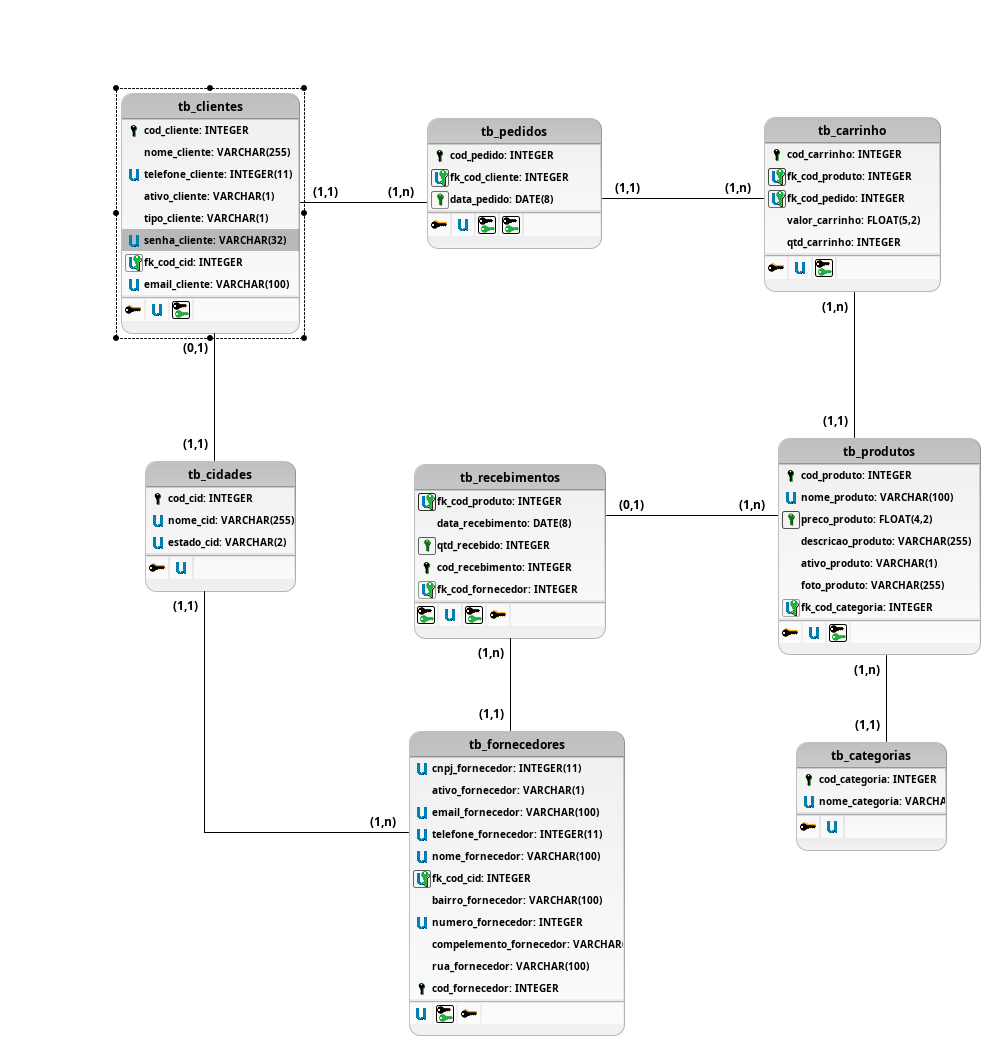 tb_clientes
cod_cliente: INTEGER
nome_cliente: VARCHAR(255)
telefone_cliente: INTEGER(11)
ativo_cliente: VARCHAR(1)
tipo_cliente: VARCHAR(1)
senha_cliente: VARCHAR(32)
fk_cod_cid: INTEGER
email_cliente: VARCHAR(100)
(1,1)
(1,n)
tb_pedidos
cod_pedido: INTEGER
fk_cod_cliente: INTEGER
data_pedido: DATE(8)
(1,1)
(1,n)
tb_carrinho
cod_carrinho: INTEGER
fk_cod_produto: INTEGER
fk_cod_pedido: INTEGER
valor_carrinho: FLOAT(5,2)
qtd_carrinho: INTEGER
(1,n)
(1,1)
(0,1)
(1,1)
tb_cidades
cod_cid: INTEGER
nome_cid: VARCHAR(255)
estado_cid: VARCHAR(2)
(1,1)
tb_recebimentos
fk_cod_produto: INTEGER
data_recebimento: DATE(8)
qtd_recebido: INTEGER
cod_recebimento: INTEGER
fk_cod_fornecedor: INTEGER
(0,1)
(1,n)
tb_produtos
cod_produto: INTEGER
nome_produto: VARCHAR(100)
preco_produto: FLOAT(4,2)
descricao_produto: VARCHAR(255)
ativo_produto: VARCHAR(1)
foto_produto: VARCHAR(255)
fk_cod_categoria: INTEGER
(1,n)
(1,1)
(1,n)
(1,1)
tb_fornecedores
cnpj_fornecedor: INTEGER(11)
ativo_fornecedor: VARCHAR(1)
email_fornecedor: VARCHAR(100)
telefone_fornecedor: INTEGER(11)
nome_fornecedor: VARCHAR(100)
fk_cod_cid: INTEGER
bairro_fornecedor: VARCHAR(100)
numero_fornecedor: INTEGER
compelemento_fornecedor: VARCHAR(
rua_fornecedor: VARCHAR(100)
cod_fornecedor: INTEGER
(1,n)
tb_categorias
cod_categoria: INTEGER
nome_categoria: VARCHA